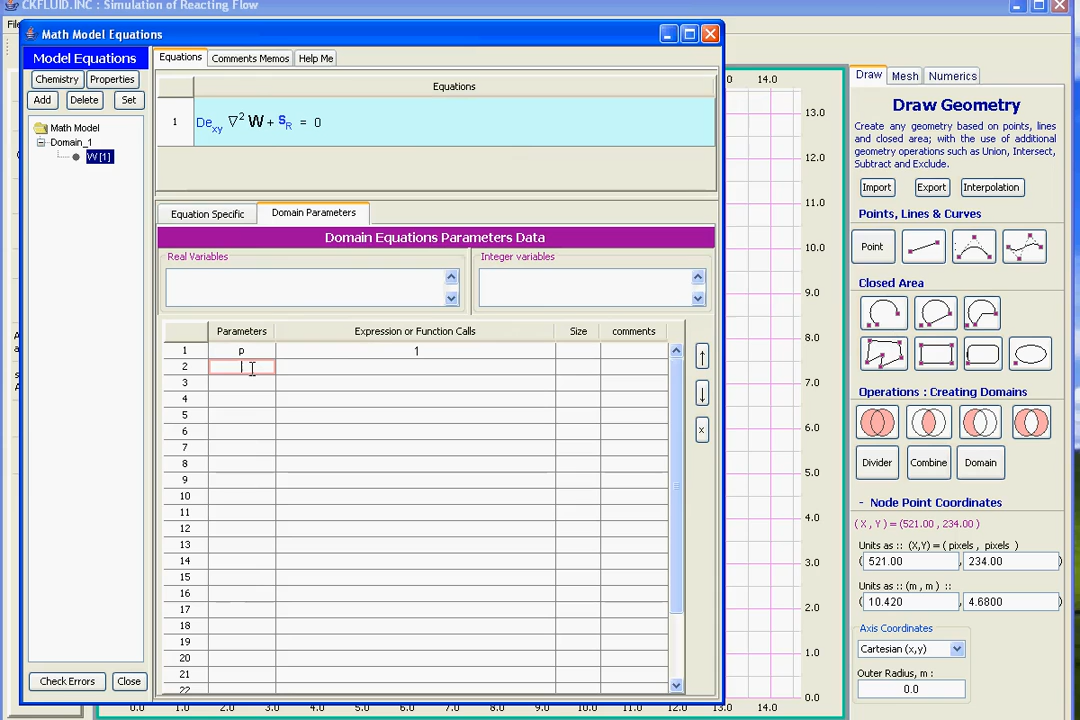 CKFLUID.INC : Simulation of Reacting Flow
Math Model Equations
Model Equations
Chemistry Properties
Add Delete Set
Math Model
Domain_1
W[1]
Check Errors Close
Equations Comments Memos Help Me
Equations
1 De_xy ∇² W + S_R = 0
Equation Specific Domain Parameters
Domain Equations Parameters Data
Real Variables Integer variables
Parameters Expression or Function Calls Size comments
1 p 1
2
3
4
5
6
7
8
9
10
11
12
13
14
15
16
17
18
19
20
21
22
↑
↓
x
14.0
13.0
12.0
11.0
10.0
9.0
8.0
7.0
6.0
5.0
4.0
3.0
2.0
1.0
0.0
0.0 1.0 2.0 3.0 4.0 5.0 6.0 7.0 8.0 9.0 10.0 11.0 12.0 13.0 14.0
Draw Mesh Numerics
Draw Geometry
Create any geometry based on points, lines
and closed area; with the use of additional
geometry operations such as Union, Intersect,
Subtract and Exclude.
Import Export Interpolation
Points, Lines & Curves
Point
Closed Area
Operations : Creating Domains
Divider Combine Domain
- Node Point Coordinates
( X , Y ) = (521.00 , 234.00 )
Units as :: (X,Y) = ( pixels , pixels )
( 521.00 , 234.00 )
Units as :: (m , m ) ::
( 10.420 , 4.6800 )
Axis Coordinates
Cartesian (x,y)
Outer Radius, m :
0.0